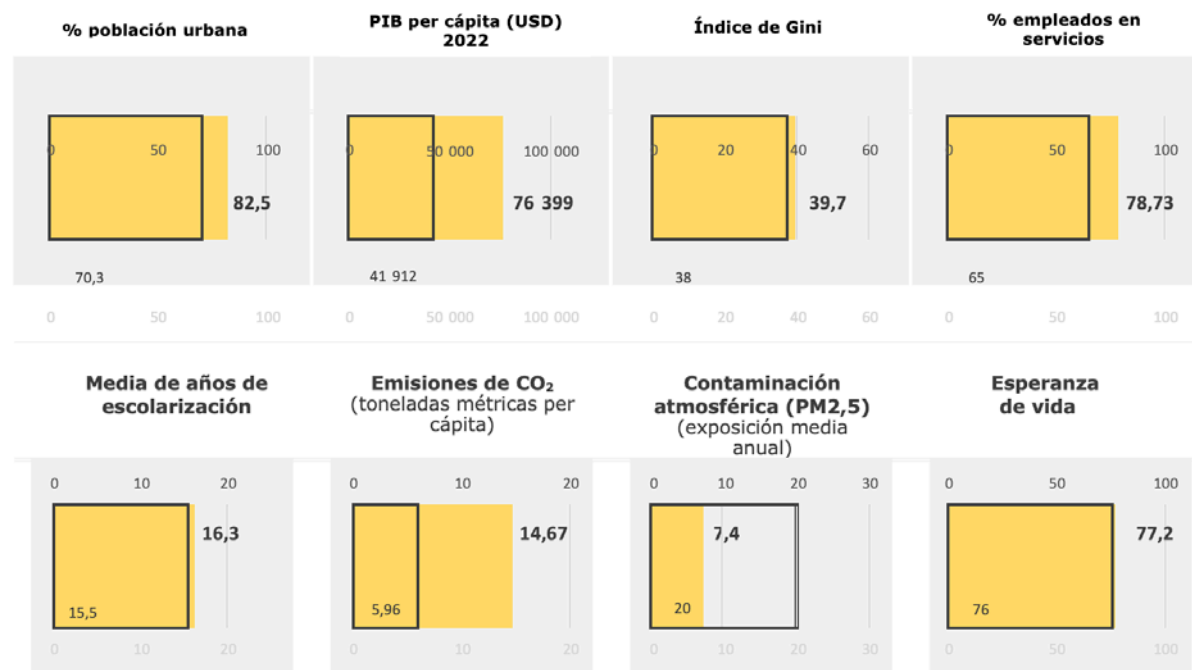 % población urbana
PIB per cápita (USD)
2022
Índice de Gini
% empleados en
servicios
0 50 100
0 50 000 100 000
0 20 40 60
0 50 100
82,5
76 399
39,7
78,73
70,3
41 912
38
65
0 50 100
0 50 000 100 000
0 20 40 60
0 50 100
Media de años de
escolarización
Emisiones de CO₂
(toneladas métricas per
cápita)
Contaminación
atmosférica (PM2,5)
(exposición media
anual)
Esperanza
de vida
0 10 20
0 10 20
0 10 20 30
0 50 100
16,3
14,67
7,4
77,2
15,5
5,96
20
76
0 10 20
0 10 20
0 10 20 30
0 50 100